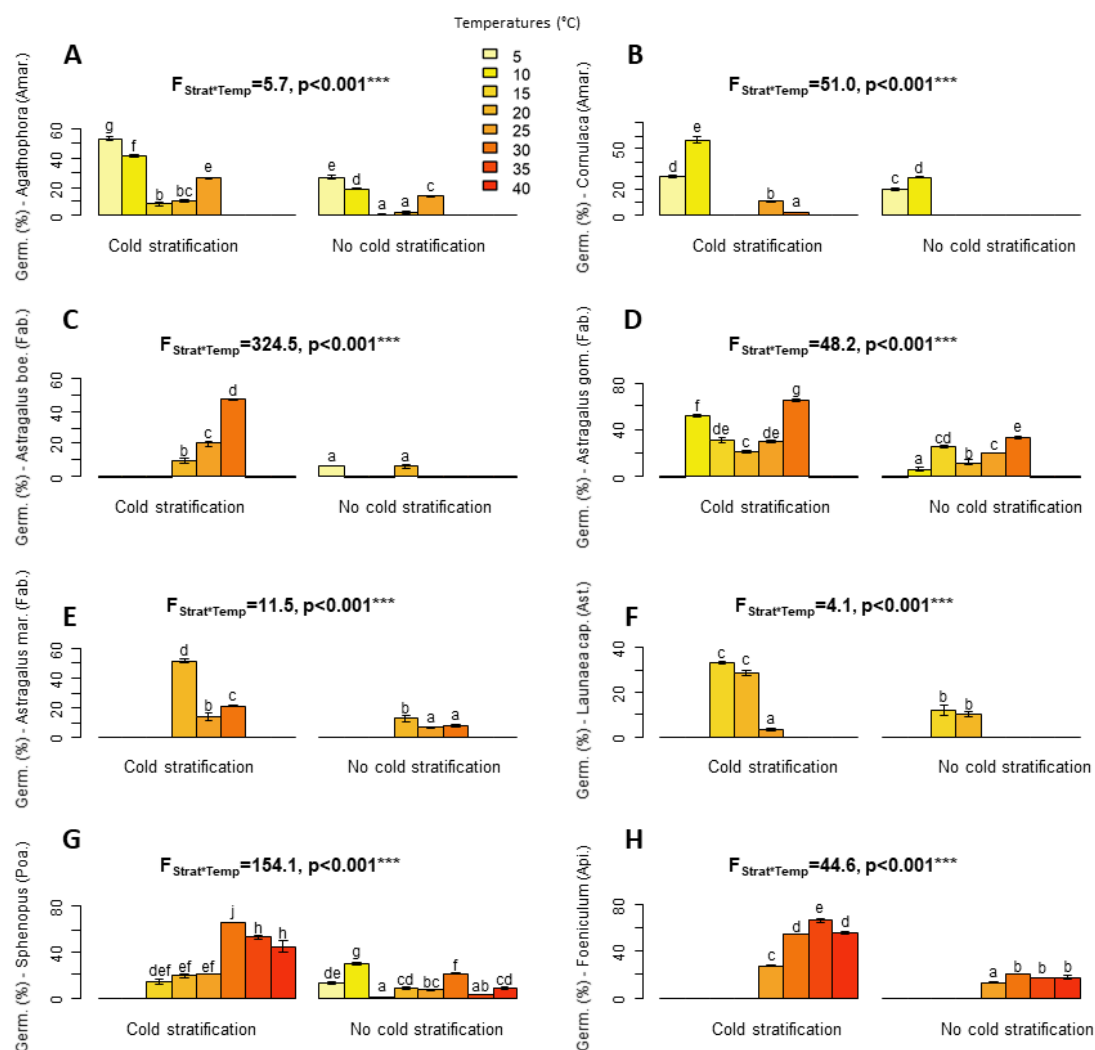 Temperatures (°C)
5
10
15
20
25
30
35
40
A
F Strat*Temp=5.7, p<0.001***
Germ. (%) - Agathophora (Amar.)
0 20 40 60
g f b bc e
e d a a c
Cold stratification No cold stratification
B
F Strat*Temp=51.0, p<0.001***
Germ. (%) - Cornulaca (Amar.)
0 20 50
d e b a
c d
Cold stratification No cold stratification
C
F Strat*Temp=324.5, p<0.001***
Germ. (%) - Astragalus boe. (Fab.)
0 20 40 60
b c d
a a
Cold stratification No cold stratification
D
F Strat*Temp=48.2, p<0.001***
Germ. (%) - Astragalus gom. (Fab.)
0 40 80
f de c de g
a cd b c e
Cold stratification No cold stratification
E
F Strat*Temp=11.5, p<0.001***
Germ. (%) - Astragalus mar. (Fab.)
0 20 40 60
d b c
b a a
Cold stratification No cold stratification
F
F Strat*Temp=4.1, p<0.001***
Germ. (%) - Launaea cap. (Ast.)
0 20 40
c c a
b b
Cold stratification No cold stratification
G
F Strat*Temp=154.1, p<0.001***
Germ. (%) - Sphenopus (Poa.)
0 40 80
def ef ef j h h
de g a cd bc f ab cd
Cold stratification No cold stratification
H
F Strat*Temp=44.6, p<0.001***
Germ. (%) - Foeniculum (Api.)
0 40 80
c d e d
a b b b
Cold stratification No cold stratification